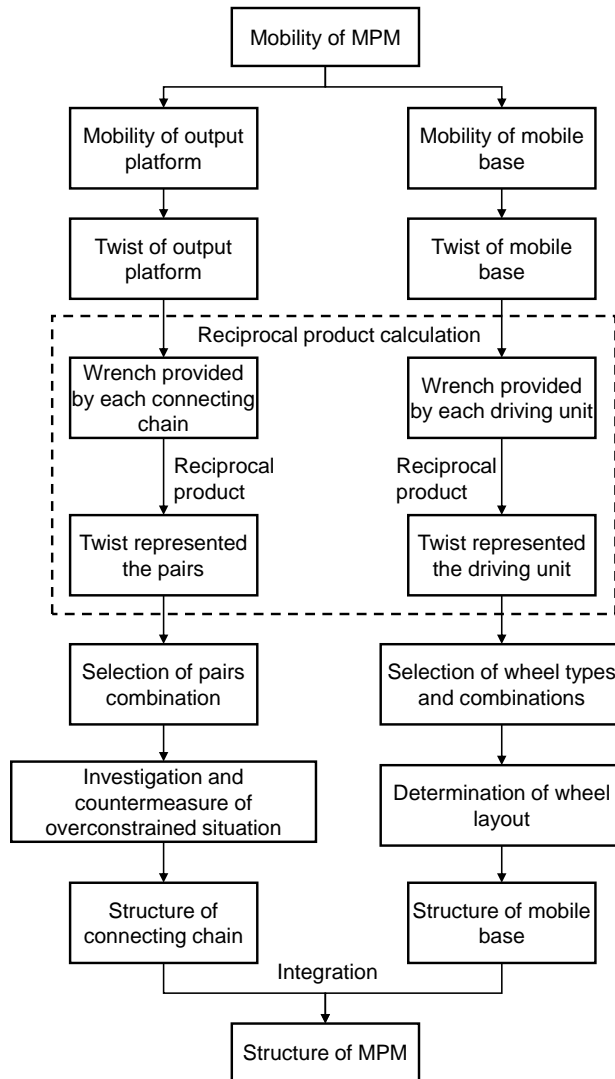 Mobility of MPM
Mobility of output
platform
Mobility of mobile
base
Twist of output
platform
Twist of mobile
base
Reciprocal product calculation
Wrench provided
by each connecting
chain
Wrench provided
by each driving unit
Reciprocal
product
Reciprocal
product
Twist represented
the pairs
Twist represented
the driving unit
Selection of pairs
combination
Selection of wheel types
and combinations
Investigation and
countermeasure of
overconstrained situation
Determination of wheel
layout
Structure of
connecting chain
Structure of mobile
base
Integration
Structure of MPM